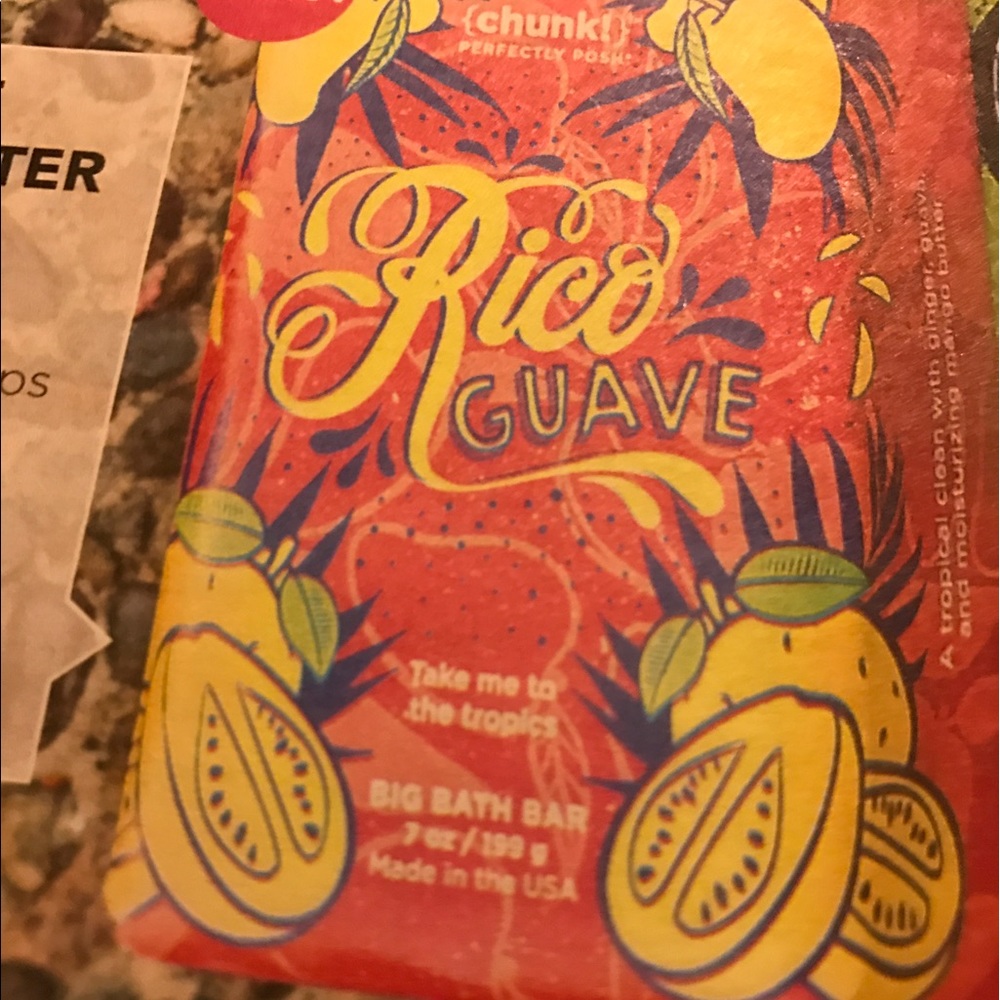 {chunk!}
PERFECTLY POSH
TER
ps
Rico
GUAVE
A tropical clean with ginger, guava,
and moisturizing mango butter
Take me to
the tropics
BIG BATH BAR
7 oz / 199 g
Made in the USA